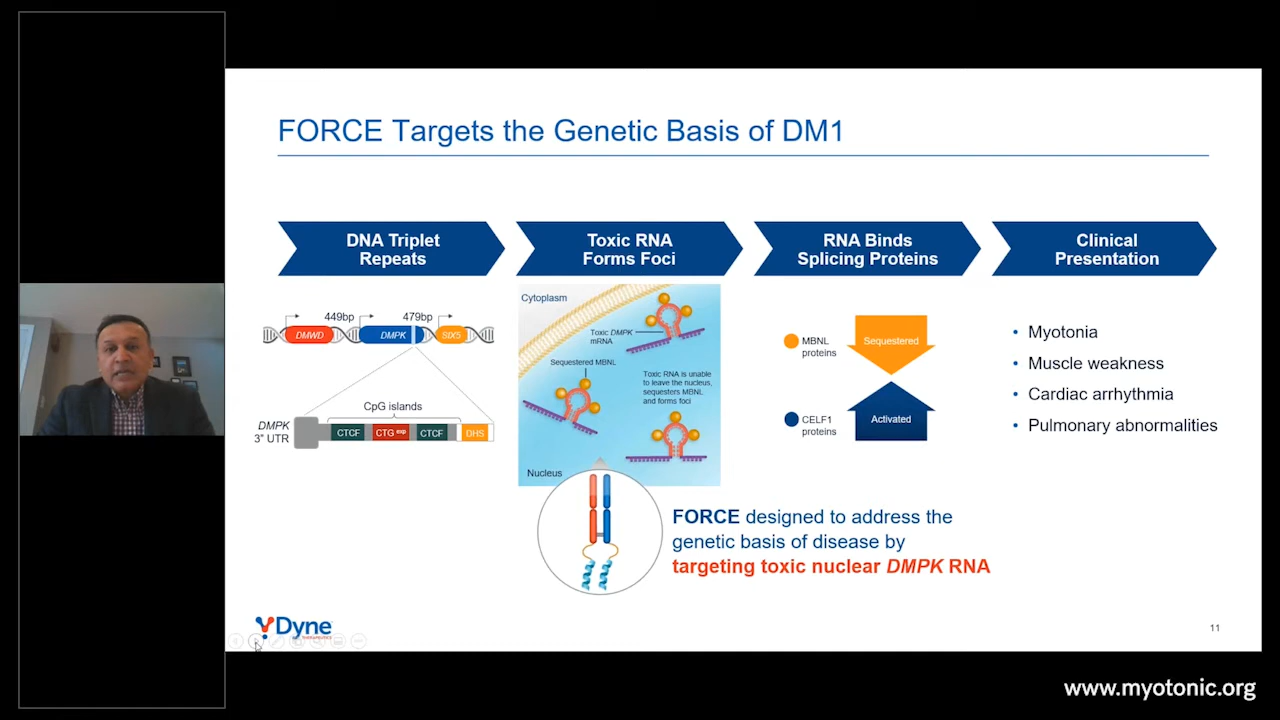 FORCE Targets the Genetic Basis of DM1
DNA Triplet
Repeats
Toxic RNA
Forms Foci
RNA Binds
Splicing Proteins
Clinical
Presentation
449bp
479bp
DMWD
DMPK
SIX5
CpG islands
DMPK
3" UTR
CTCF
CTG exp
CTCF
DHS
Cytoplasm
Toxic DMPK
mRNA
Sequestered MBNL
Toxic RNA is unable
to leave the nucleus,
sequesters MBNL
and forms foci
Nucleus
MBNL
proteins
Sequestered
CELF1
proteins
Activated
• Myotonia
• Muscle weakness
• Cardiac arrhythmia
• Pulmonary abnormalities
FORCE designed to address the
genetic basis of disease by
targeting toxic nuclear DMPK RNA
Dyne
THERAPEUTICS
11
www.myotonic.org